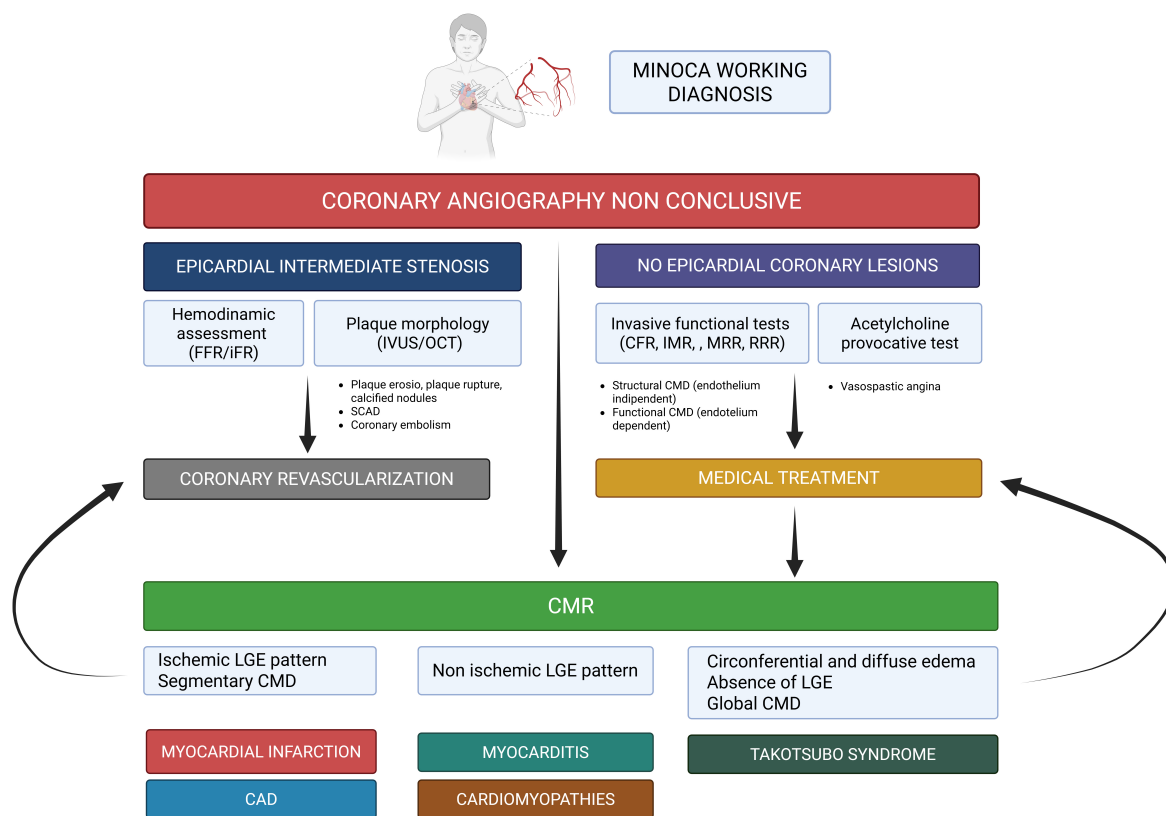 MINOCA WORKING
DIAGNOSIS
CORONARY ANGIOGRAPHY NON CONCLUSIVE
EPICARDIAL INTERMEDIATE STENOSIS
NO EPICARDIAL CORONARY LESIONS
Hemodinamic
assessment
(FFR/iFR)
Plaque morphology
(IVUS/OCT)
Invasive functional tests
(CFR, IMR, , MRR, RRR)
Acetylcholine
provocative test
• Plaque erosio, plaque rupture,
calcified nodules
• SCAD
• Coronary embolism
• Structural CMD (endothelium
indipendent)
• Functional CMD (endotelium
dependent)
• Vasospastic angina
CORONARY REVASCULARIZATION
MEDICAL TREATMENT
CMR
Ischemic LGE pattern
Segmentary CMD
Non ischemic LGE pattern
Circonferential and diffuse edema
Absence of LGE
Global CMD
MYOCARDIAL INFARCTION
MYOCARDITIS
TAKOTSUBO SYNDROME
CAD
CARDIOMYOPATHIES